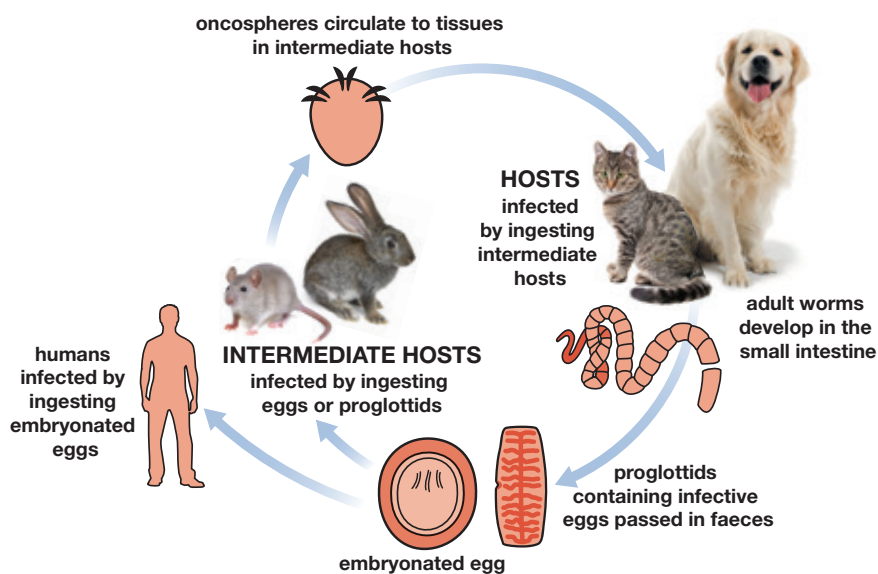 oncospheres circulate to tissues
in intermediate hosts
HOSTS
infected
by ingesting
intermediate
hosts
adult worms
develop in the
small intestine
INTERMEDIATE HOSTS
infected by ingesting
eggs or proglottids
humans
infected by
ingesting
embryonated
eggs
proglottids
containing infective
eggs passed in faeces
embryonated egg